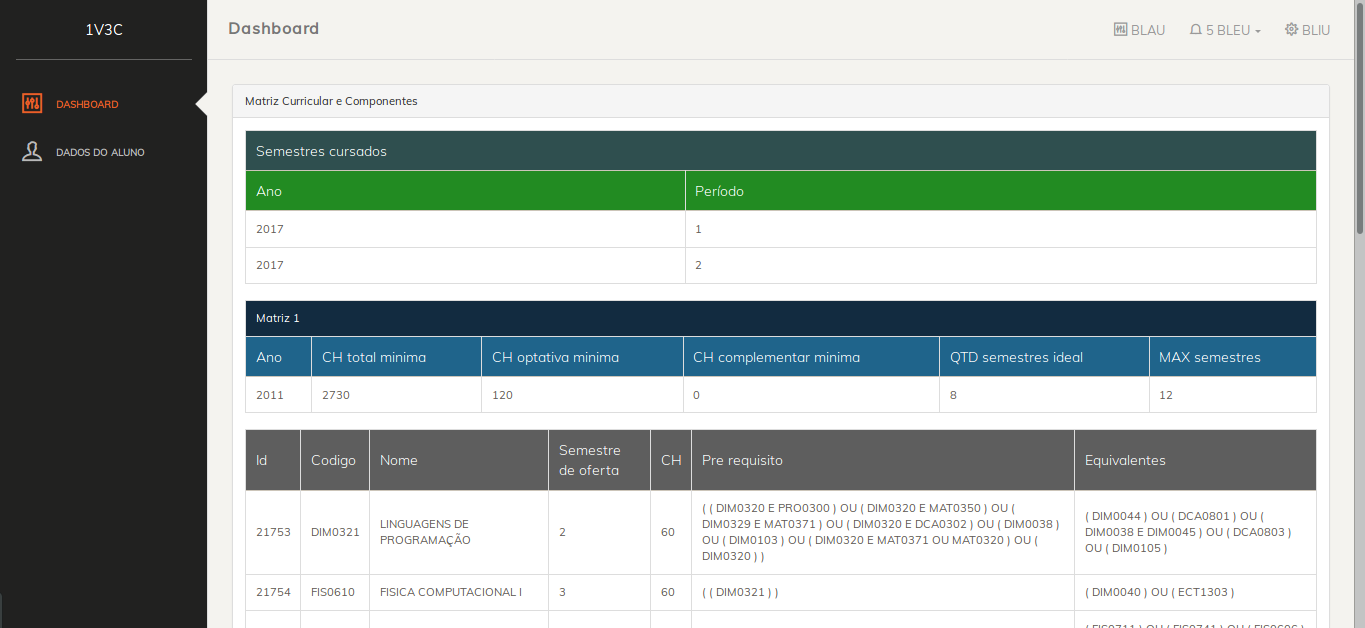 1V3C
Dashboard
BLAU
5 BLEU
BLIU
DASHBOARD
DADOS DO ALUNO
Matriz Curricular e Componentes
Semestres cursados
Ano Período
2017 1
2017 2
Matriz 1
Ano CH total minima CH optativa minima CH complementar minima QTD semestres ideal MAX semestres
2011 2730 120 0 8 12
Id Codigo Nome Semestre de oferta CH Pre requisito Equivalentes
21753 DIM0321
LINGUAGENS DE
PROGRAMAÇÃO
2 60
( ( DIM0320 E PRO0300 ) OU ( DIM0320 E MAT0350 ) OU (
DIM0329 E MAT0371 ) OU ( DIM0320 E DCA0302 ) OU ( DIM0038 )
OU ( DIM0103 ) OU ( DIM0320 E MAT0371 OU MAT0320 ) OU (
DIM0320 ) )
( DIM0044 ) OU ( DCA0801 ) OU (
DIM0038 E DIM0045 ) OU ( DCA0803 )
OU ( DIM0105 )
21754 FIS0610 FISICA COMPUTACIONAL I 3 60 ( ( DIM0321 ) ) ( DIM0040 ) OU ( ECT1303 )